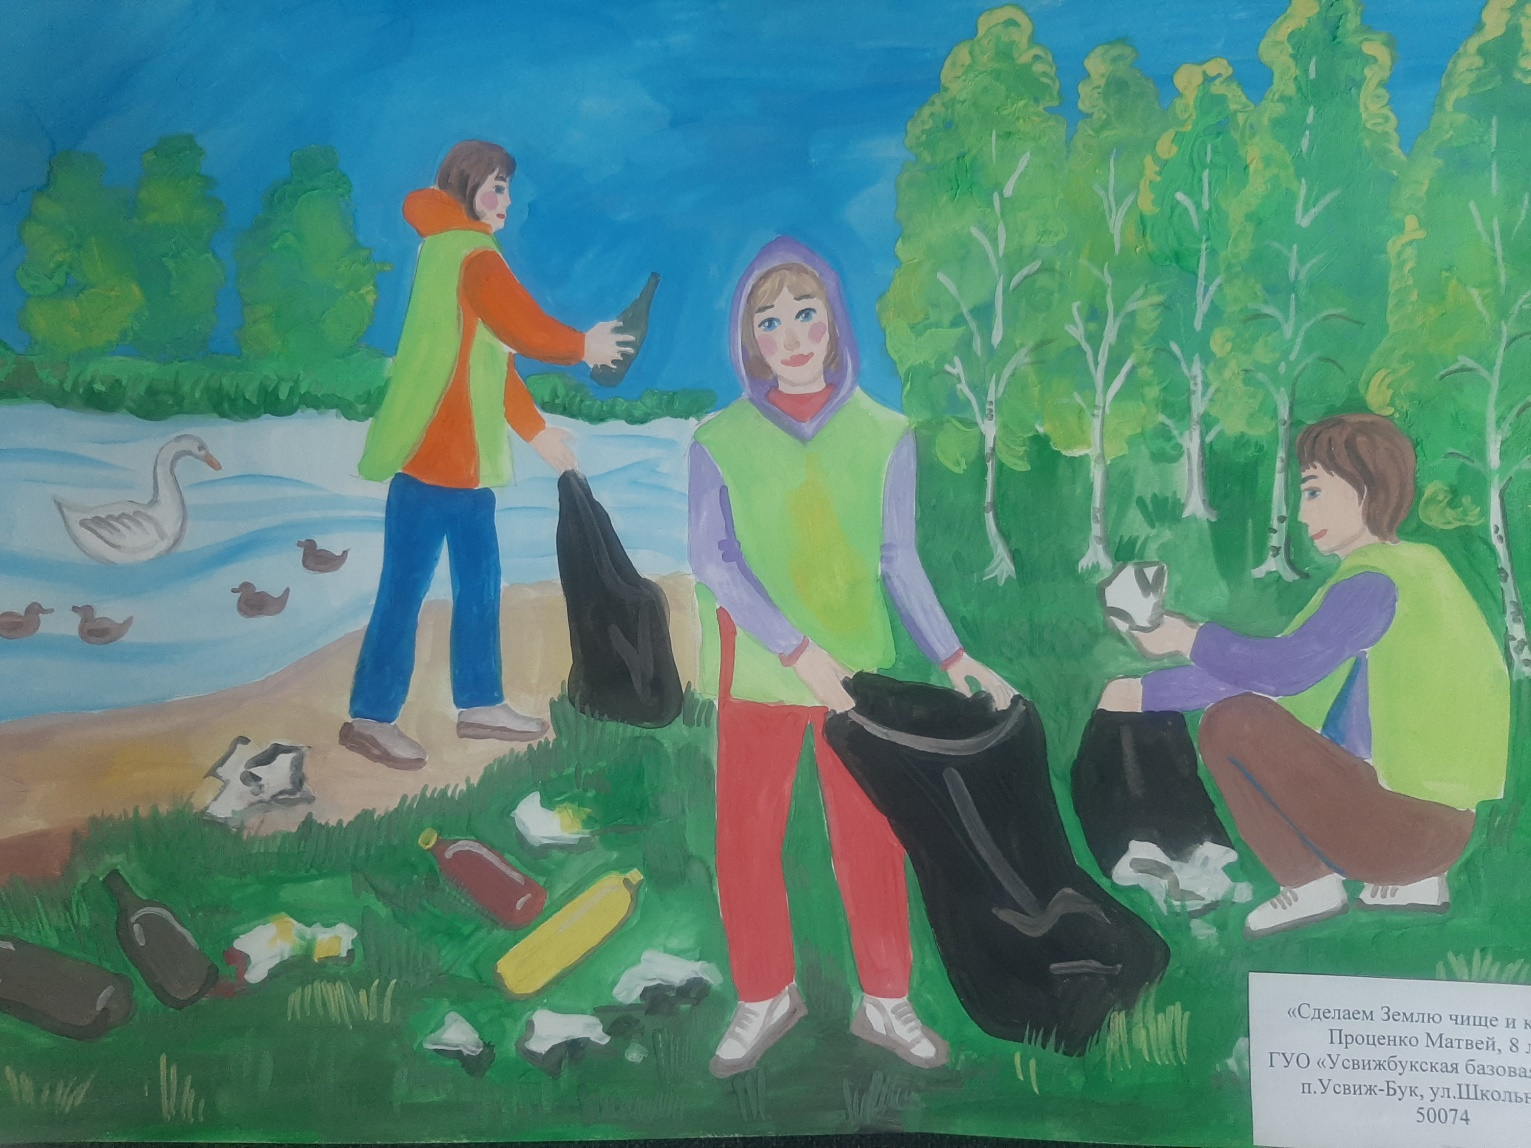 «Сделаем Землю чище и
Проценко Матвей, 8
ГУО «Усвижбукская
п.Усвиж-Бук,
50074